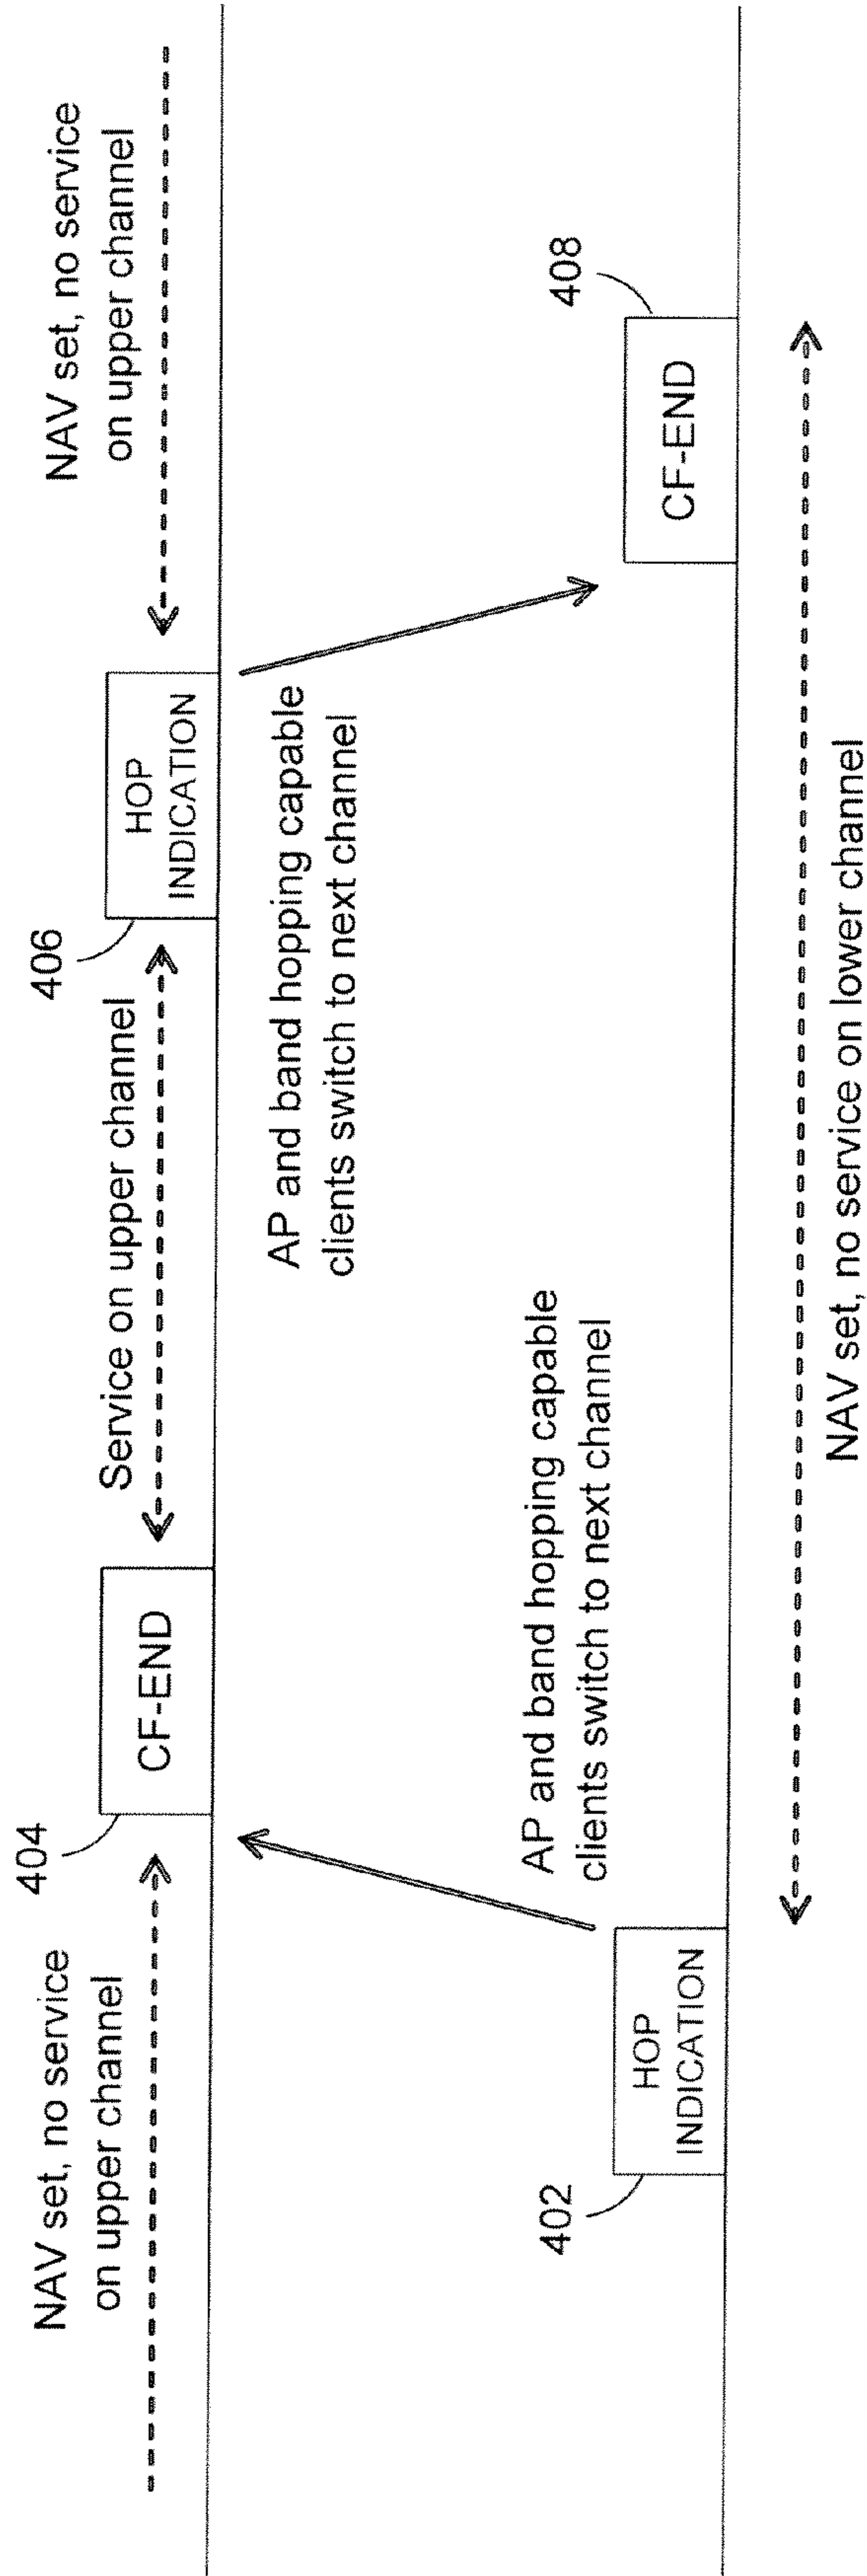 NAV set, no service
on upper channel
404
CF-END
Service on upper channel
406
HOP
INDICATION
NAV set, no service
on upper channel
AP and band hopping capable
clients switch to next channel
AP and band hopping capable
clients switch to next channel
402
HOP
INDICATION
408
CF-END
NAV set, no service on lower channel